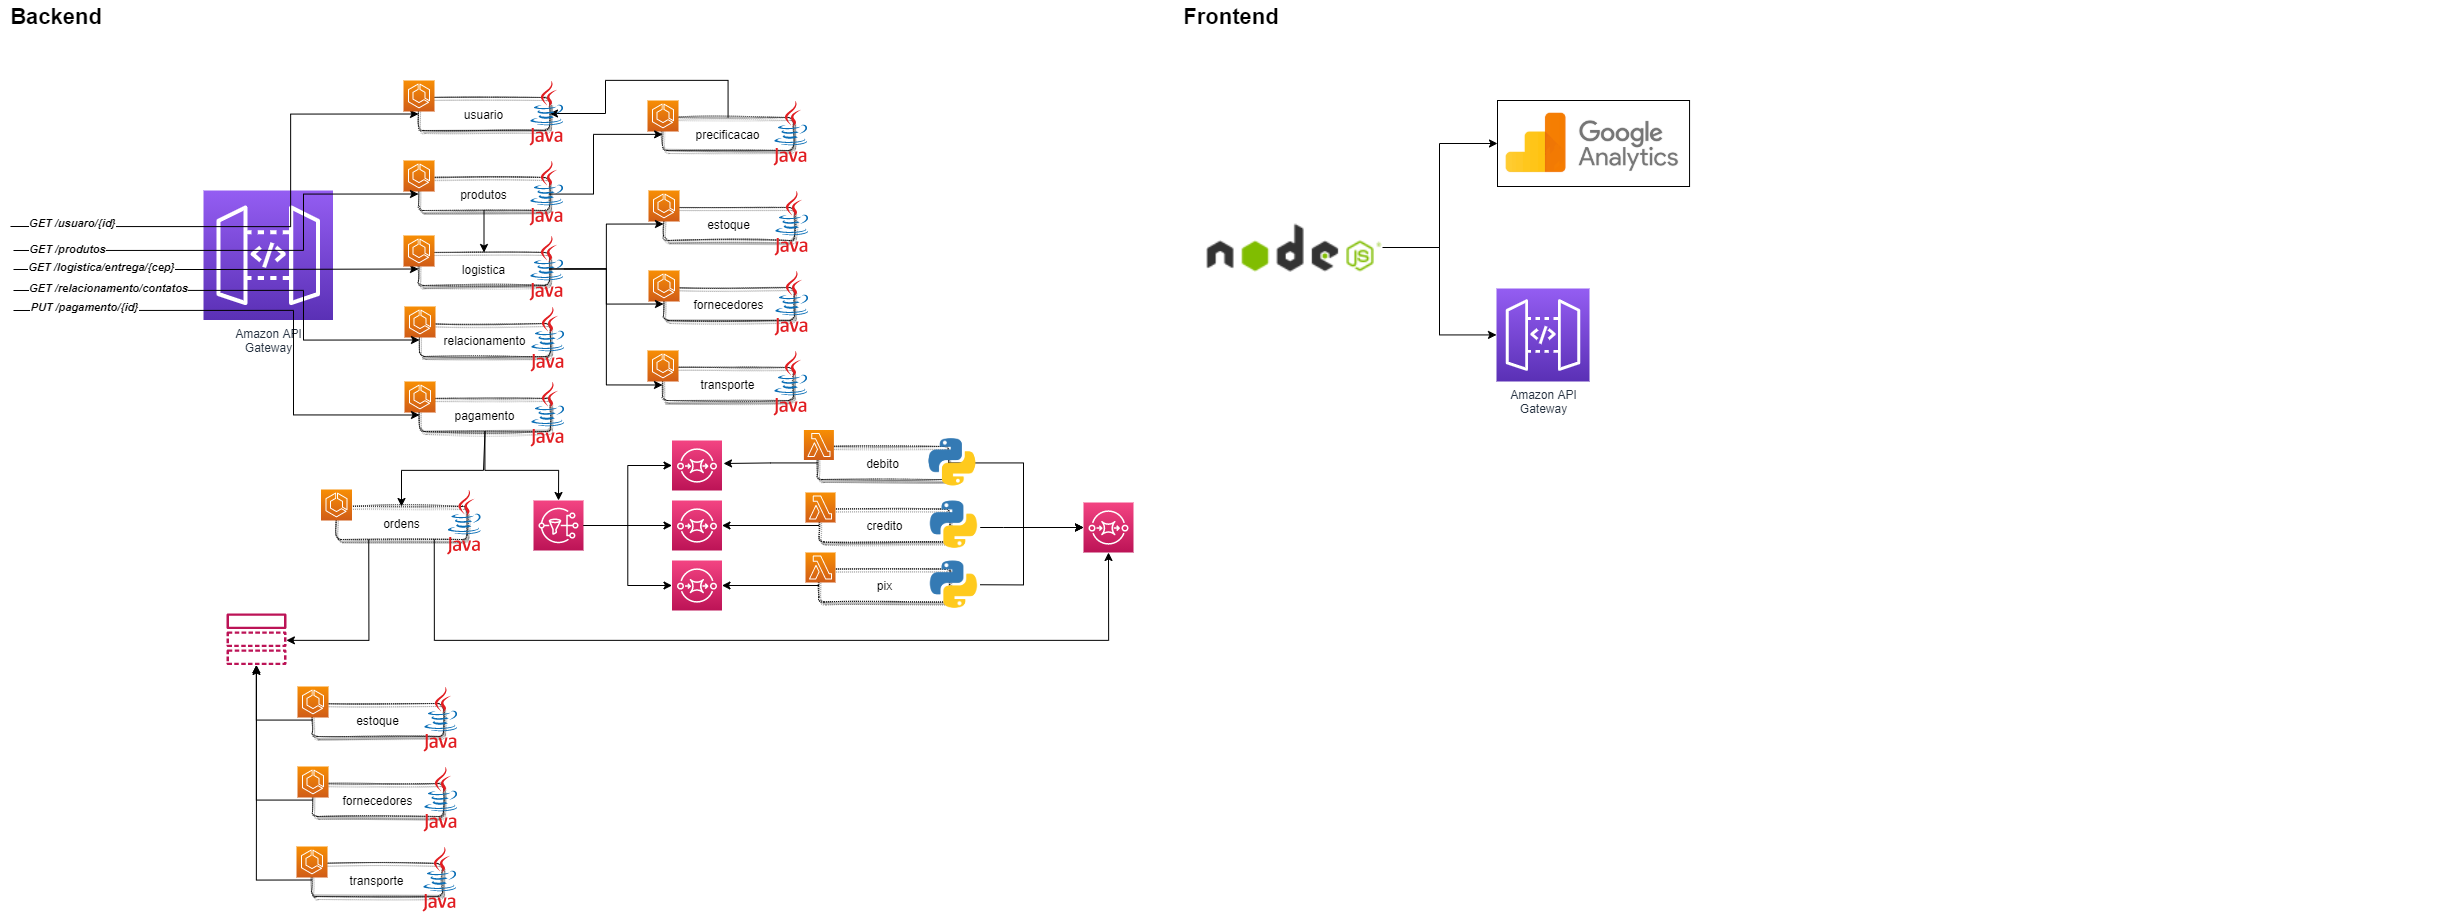 Backend
Frontend
usuario
Java
precificacao
Java
produtos
Java
GET /usuaro/{id}
GET /produtos
GET /logistica/entrega/{cep}
GET /relacionamento/contatos
PUT /pagamento/{id}
</>
Amazon API
Gateway
estoque
Java
logistica
Java
fornecedores
Java
relacionamento
Java
transporte
Java
pagamento
Java
debito
ordens
Java
credito
pix
estoque
Java
fornecedores
Java
transporte
Java
Google
Analytics
node
JS
</>
Amazon API
Gateway